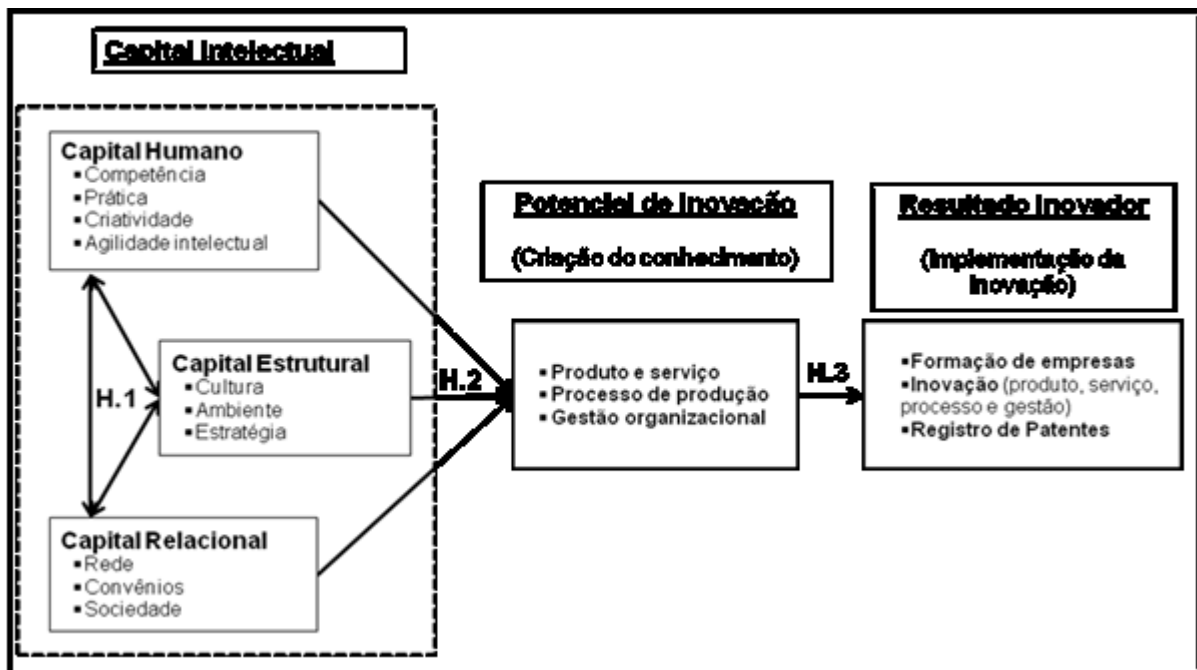 Capital Intelectual
Capital Humano
▪Competência
▪Prática
▪Criatividade
▪Agilidade intelectual
H.1
Capital Estrutural
▪Cultura
▪Ambiente
▪Estratégia
Capital Relacional
▪Rede
▪Convênios
▪Sociedade
H.2
Potencial de Inovação
(Criação do conhecimento)
▪Produto e serviço
▪Processo de produção
▪Gestão organizacional
H.3
Resultado Inovador
(Implementação da
Inovação)
▪Formação de empresas
▪Inovação (produto, serviço,
processo e gestão)
▪Registro de Patentes